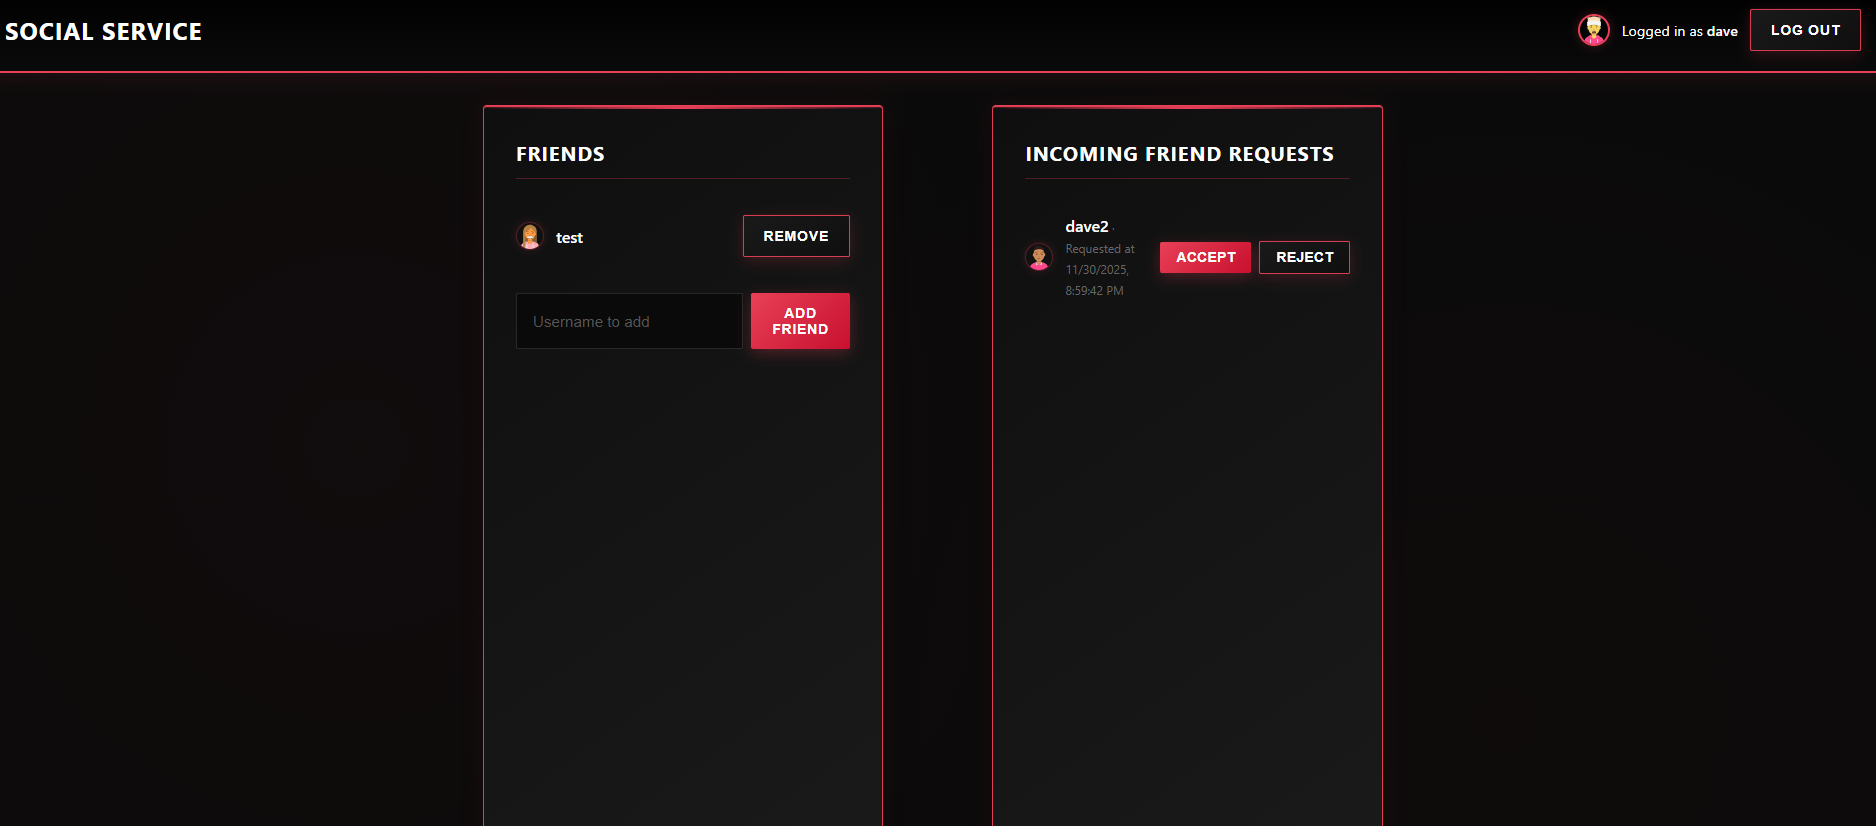 SOCIAL SERVICE
Logged in as dave
LOG OUT
FRIENDS
test
REMOVE
Username to add
ADD
FRIEND
INCOMING FRIEND REQUESTS
dave2 ·
Requested at
11/30/2025,
8:59:42 PM
ACCEPT
REJECT